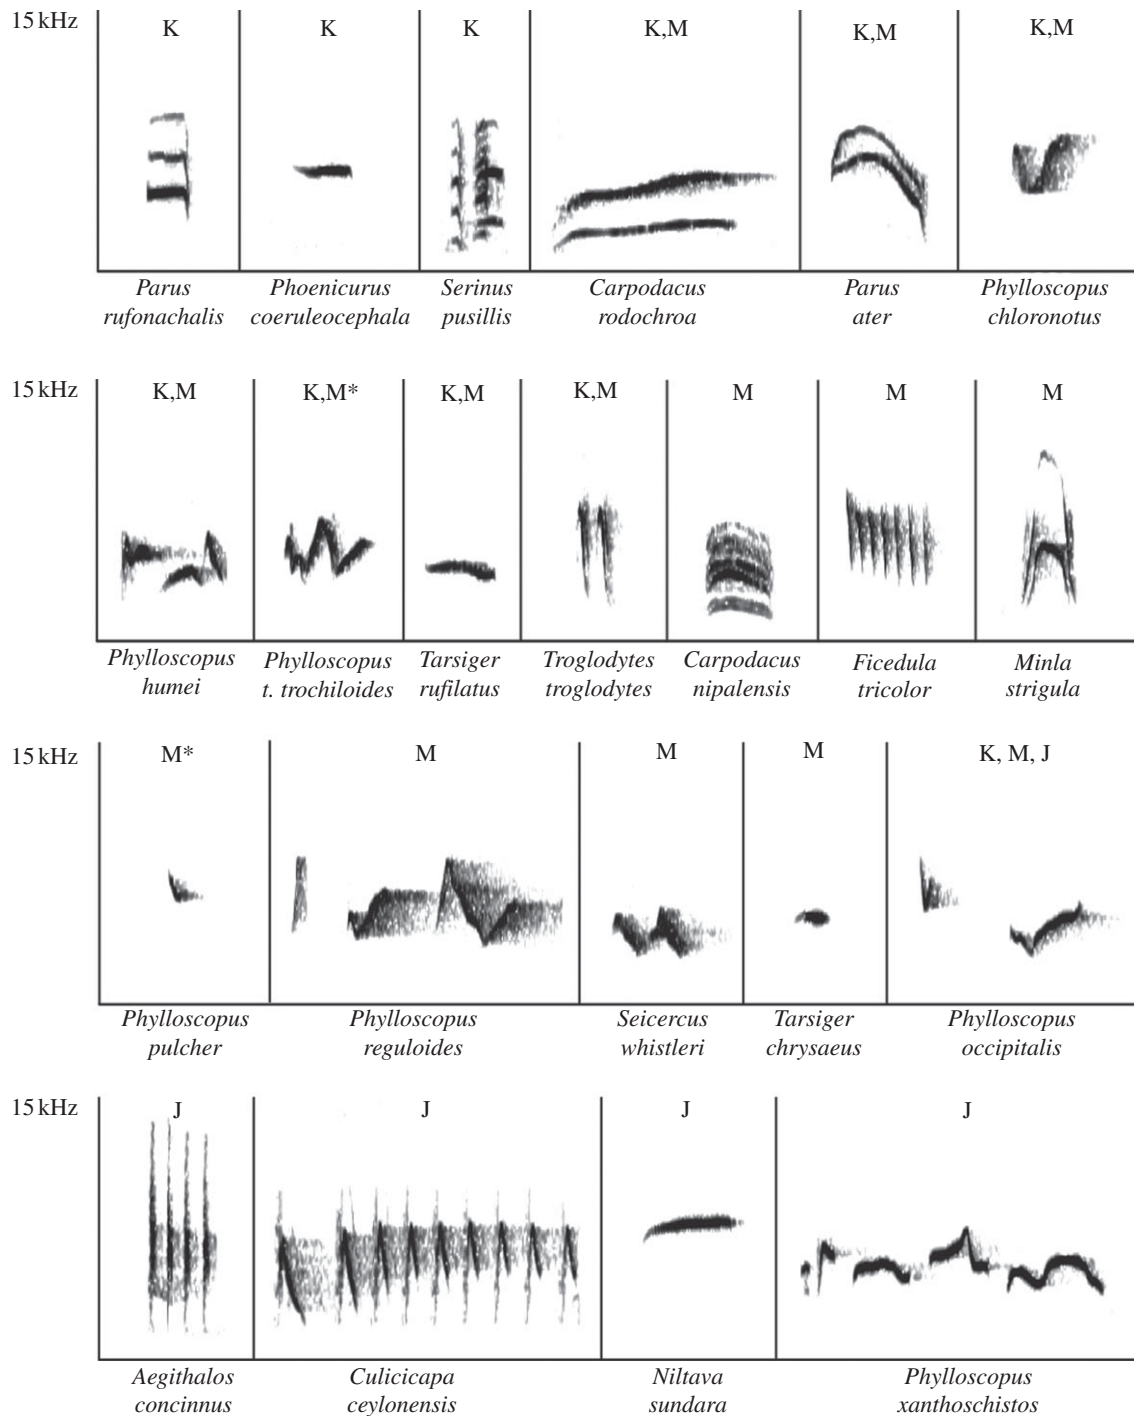 15 kHz K K K K,M K,M K,M
Parus Phoenicurus Serinus Carpodacus Parus Phylloscopus
rufonachalis coeruleocephala pusillis rodochroa ater chloronotus
15 kHz K,M K,M* K,M K,M M M M
Phylloscopus Phylloscopus Tarsiger Troglodytes Carpodacus Ficedula Minla
humei t. trochiloides rufilatus troglodytes nipalensis tricolor strigula
15 kHz M* M M M K, M, J
Phylloscopus Phylloscopus Seicercus Tarsiger Phylloscopus
pulcher reguloides whistleri chrysaeus occipitalis
15 kHz J J J J
Aegithalos Culicicapa Niltava Phylloscopus
concinnus ceylonensis sundara xanthoschistos